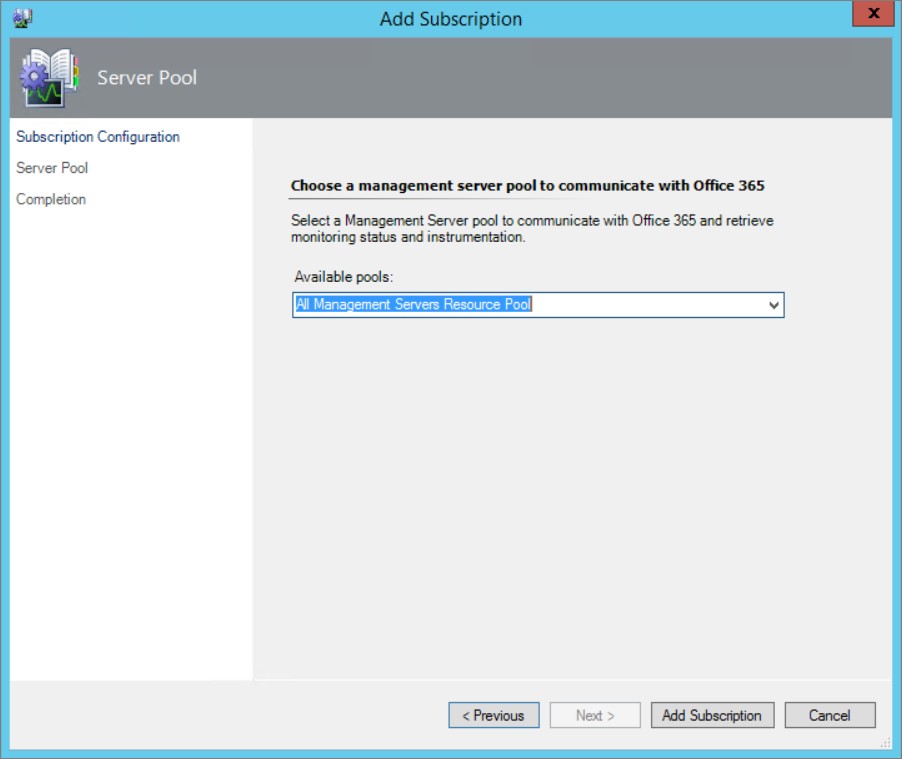 Add Subscription
x
Server Pool
Subscription Configuration
Server Pool
Completion
Choose a management server pool to communicate with Office 365
Select a Management Server pool to communicate with Office 365 and retrieve
monitoring status and instrumentation.
Available pools:
All Management Servers Resource Pool
< Previous
Next >
Add Subscription
Cancel